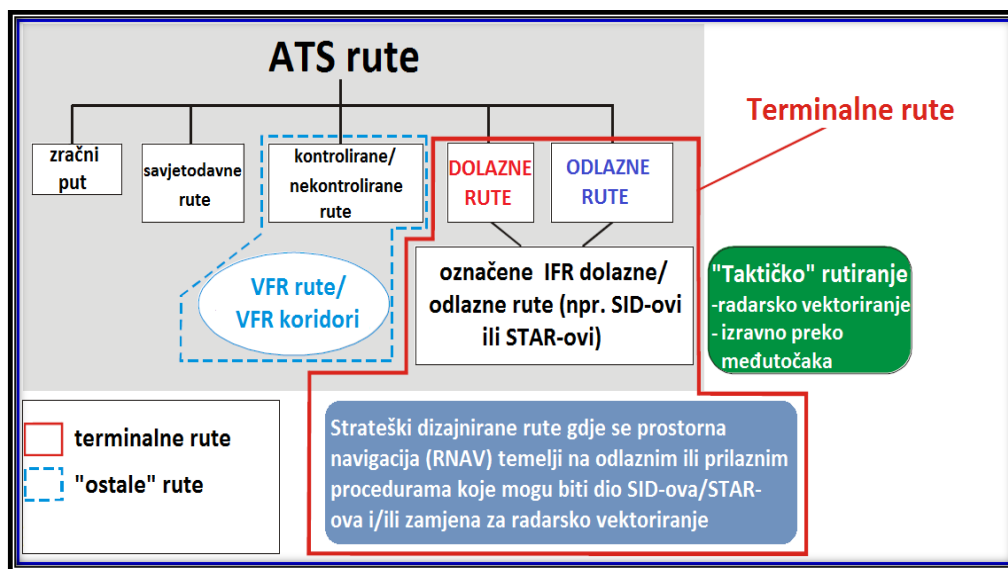 ATS rute
Terminalne rute
zračni
put
savjetodavne
rute
kontrolirane/
nekontrolirane
rute
DOLAZNE
RUTE
ODLAZNE
RUTE
VFR rute/
VFR koridori
označene IFR dolazne/
odlazne rute (npr. SID-ovi
ili STAR-ovi)
"Taktičko" rutiranje
-radarsko vektoriranje
- izravno preko
međutočaka
terminalne rute
"ostale" rute
Strateški dizajnirane rute gdje se prostorna
navigacija (RNAV) temelji na odlaznim ili prilaznim
procedurama koje mogu biti dio SID-ova/STAR-
ova i/ili zamjena za radarsko vektoriranje